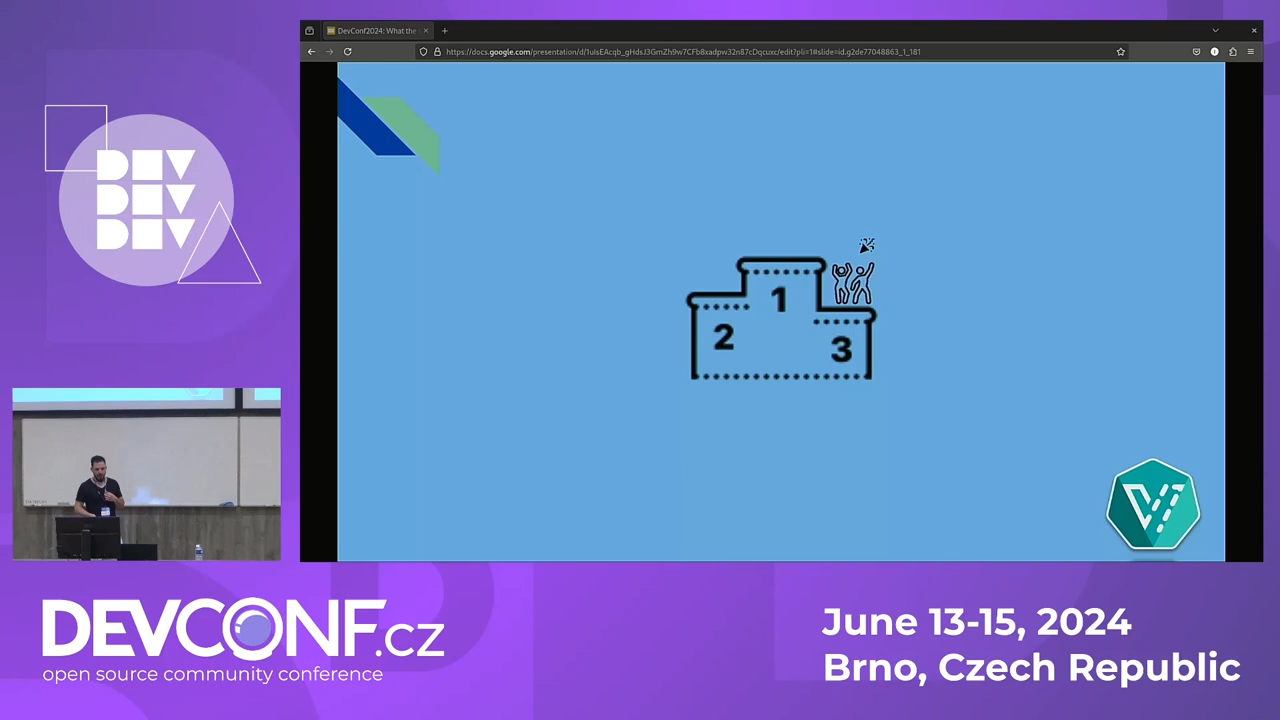 DevConf2024: What the
https://docs.google.com/presentation/d/1uIsEAcqb_gHdsJ3GmZh9w7CFb8xadpw32n87cDqcuxc/edit?pli=1#slide=id.g2de77048863_1_181
DEV
DEV
DEV
1
2
3
DEVCONF.cz
open source community conference
June 13-15, 2024
Brno, Czech Republic